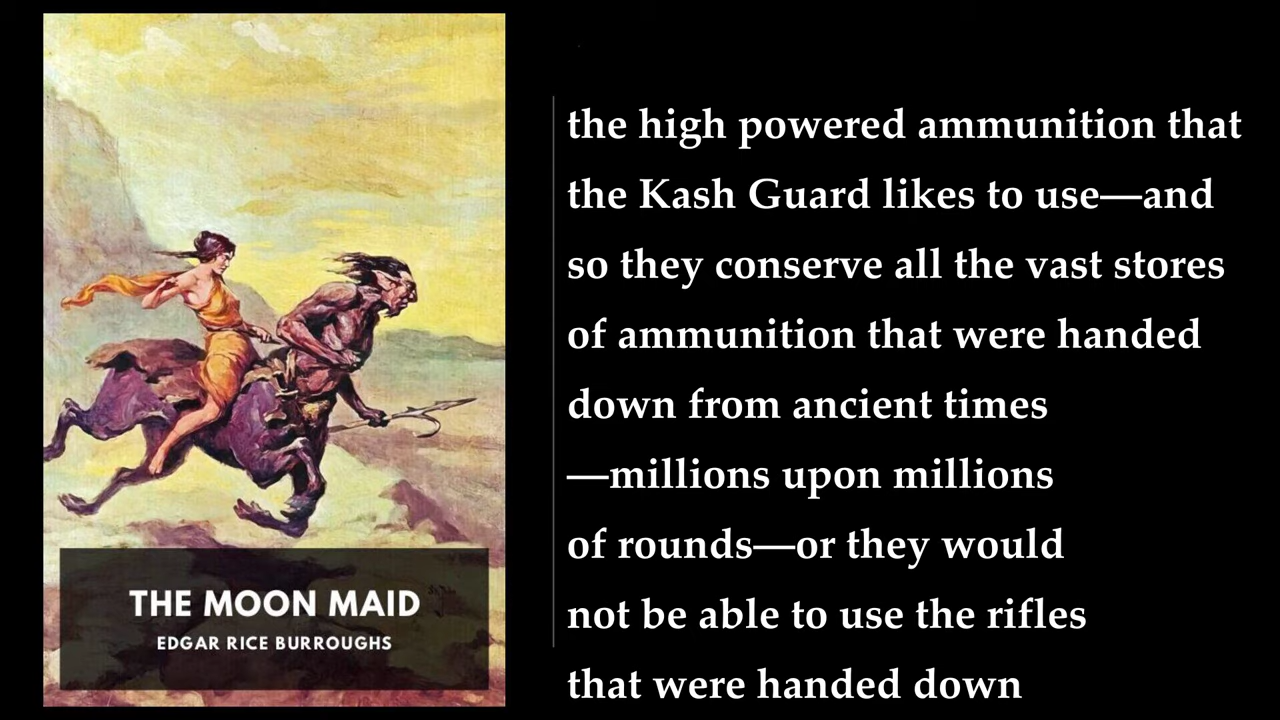 THE MOON MAID
EDGAR RICE BURROUGHS
the high powered ammunition that
the Kash Guard likes to use—and
so they conserve all the vast stores
of ammunition that were handed
down from ancient times
—millions upon millions
of rounds—or they would
not be able to use the rifles
that were handed down